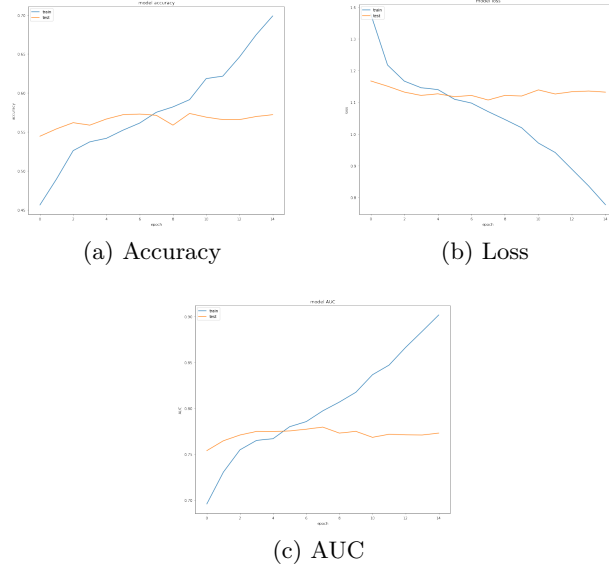 model accuracy
train
test
0.70
0.65
0.60
0.55
0.50
0.45
accuracy
0 2 4 6 8 10 12 14
epoch
(a) Accuracy
model loss
train
test
1.4
1.3
1.2
1.1
1.0
0.9
0.8
loss
0 2 4 6 8 10 12 14
epoch
(b) Loss
model AUC
train
test
0.90
0.85
0.80
0.75
0.70
AUC
0 2 4 6 8 10 12 14
epoch
(c) AUC